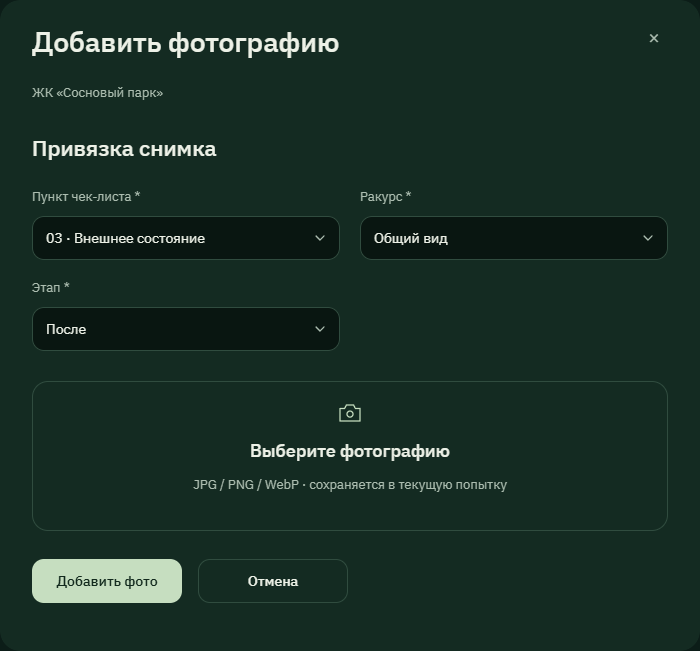 Добавить фотографию
×
ЖК «Сосновый парк»
Привязка снимка
Пункт чек-листа *
Ракурс *
03 · Внешнее состояние
Общий вид
Этап *
После
Выберите фотографию
JPG / PNG / WebP · сохраняется в текущую попытку
Добавить фото
Отмена